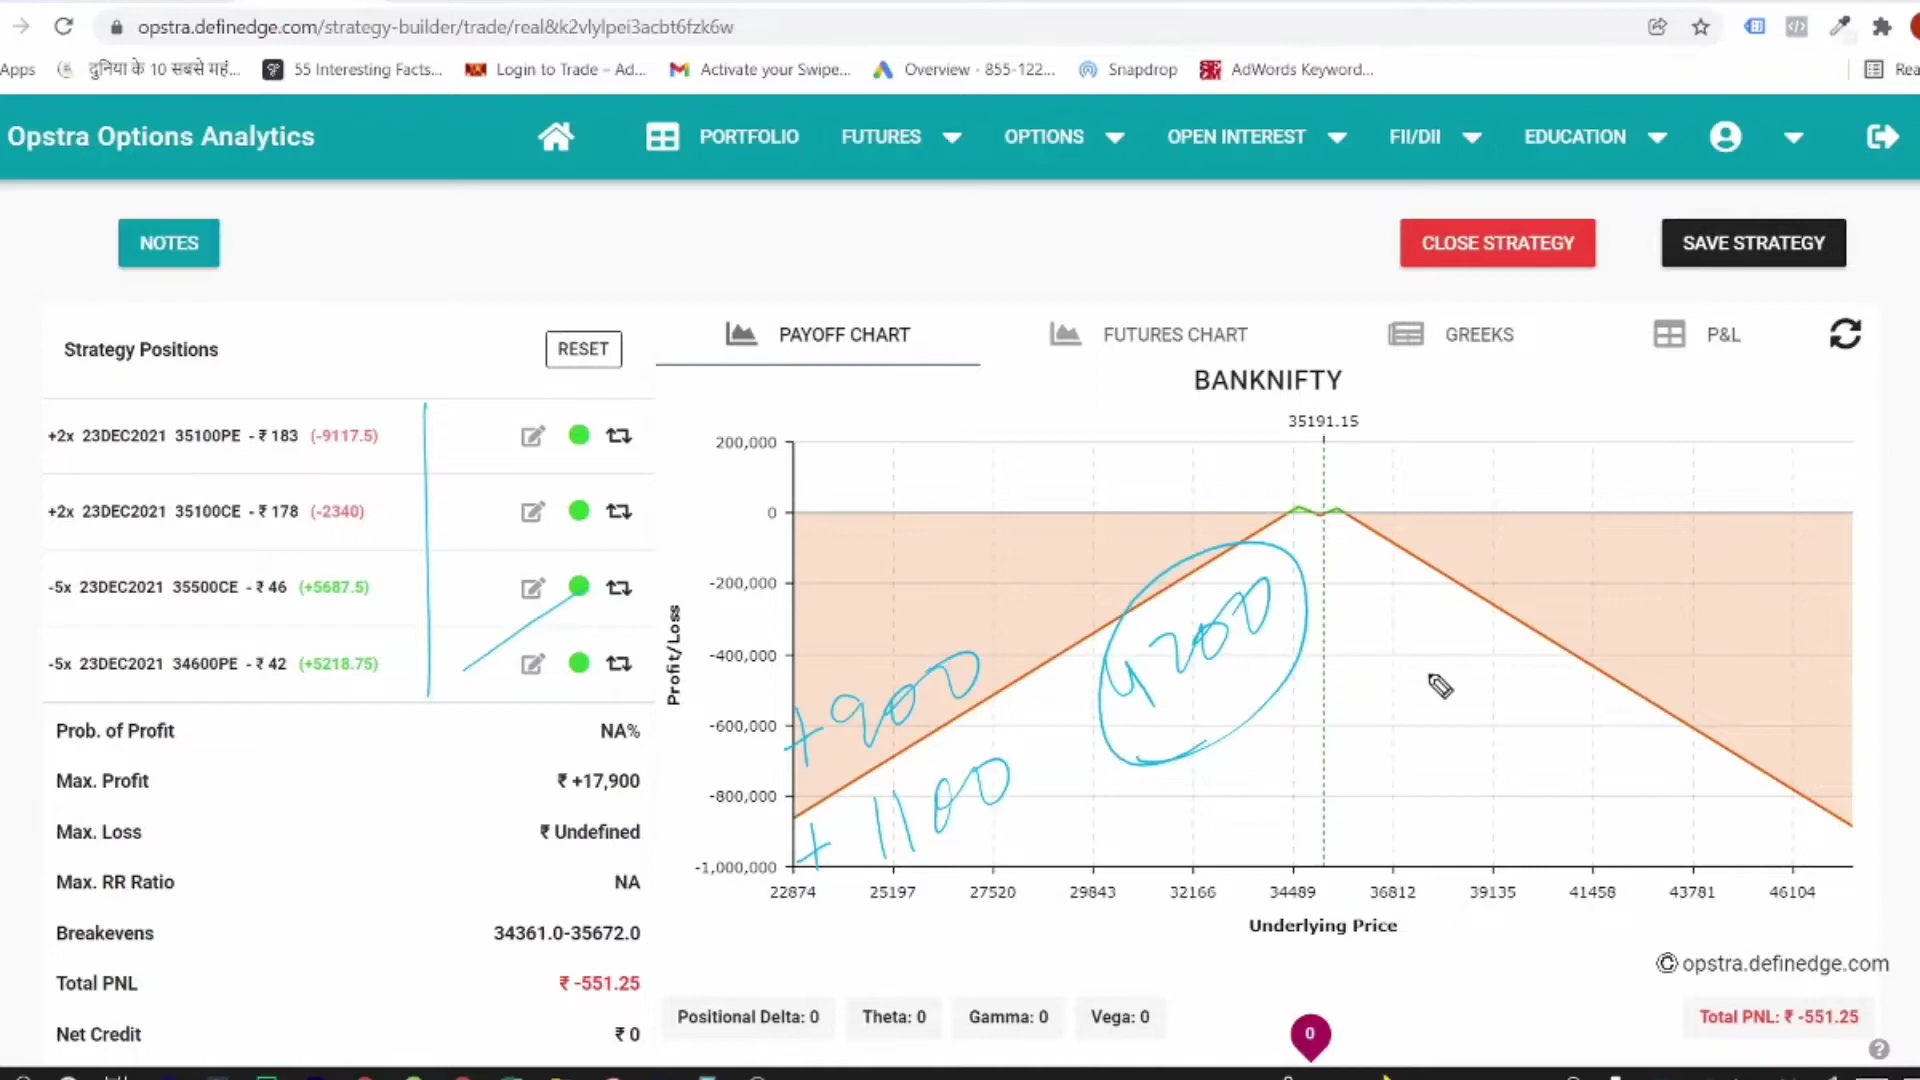 opstra.definedge.com/strategy-builder/trade/real&k2vlylpei3acbt6fzk6w
Apps दुनिया के 10 सबसे महं... 55 Interesting Facts... Login to Trade – Ad... Activate your Swipe... Overview - 855-122... Snapdrop AdWords Keyword... Rea
Opstra Options Analytics PORTFOLIO FUTURES OPTIONS OPEN INTEREST FII/DII EDUCATION
NOTES CLOSE STRATEGY SAVE STRATEGY
Strategy Positions RESET
+2x 23DEC2021 35100PE - ₹ 183 (-9117.5)
+2x 23DEC2021 35100CE - ₹ 178 (-2340)
-5x 23DEC2021 35500CE - ₹ 46 (+5687.5)
-5x 23DEC2021 34600PE - ₹ 42 (+5218.75)
Prob. of Profit NA%
Max. Profit ₹ +17,900
Max. Loss ₹ Undefined
Max. RR Ratio NA
Breakevens 34361.0-35672.0
Total PNL ₹ -551.25
Net Credit ₹ 0
PAYOFF CHART FUTURES CHART GREEKS P&L
BANKNIFTY
35191.15
200,000
0
-200,000
-400,000
-600,000
-800,000
-1,000,000
Profit/Loss
+900
+1100
4200
22874 25197 27520 29843 32166 34489 36812 39135 41458 43781 46104
Underlying Price
© opstra.definedge.com
Positional Delta: 0 Theta: 0 Gamma: 0 Vega: 0 0 Total PNL: ₹ -551.25